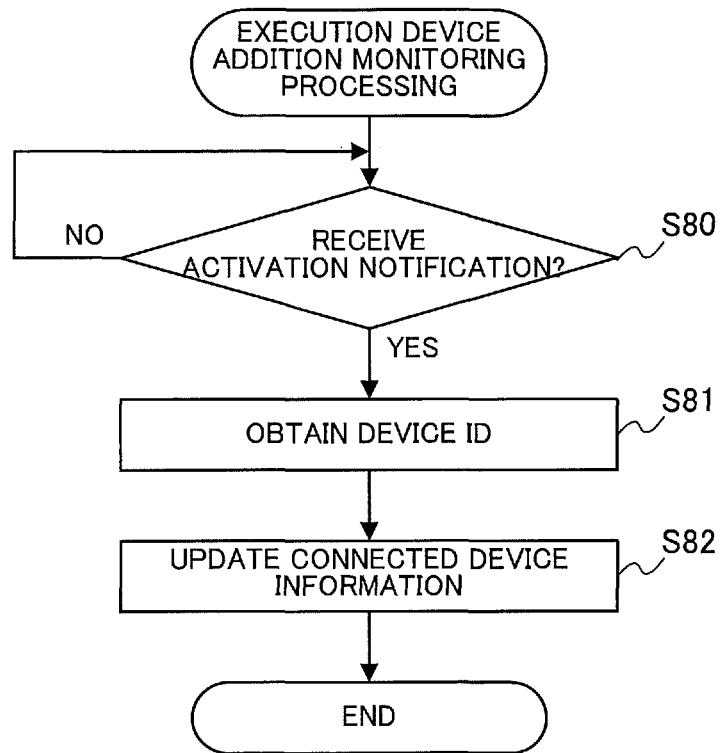 EXECUTION DEVICE
ADDITION MONITORING
PROCESSING
NO
RECEIVE
ACTIVATION NOTIFICATION?
S80
YES
S81
OBTAIN DEVICE ID
S82
UPDATE CONNECTED DEVICE
INFORMATION
END